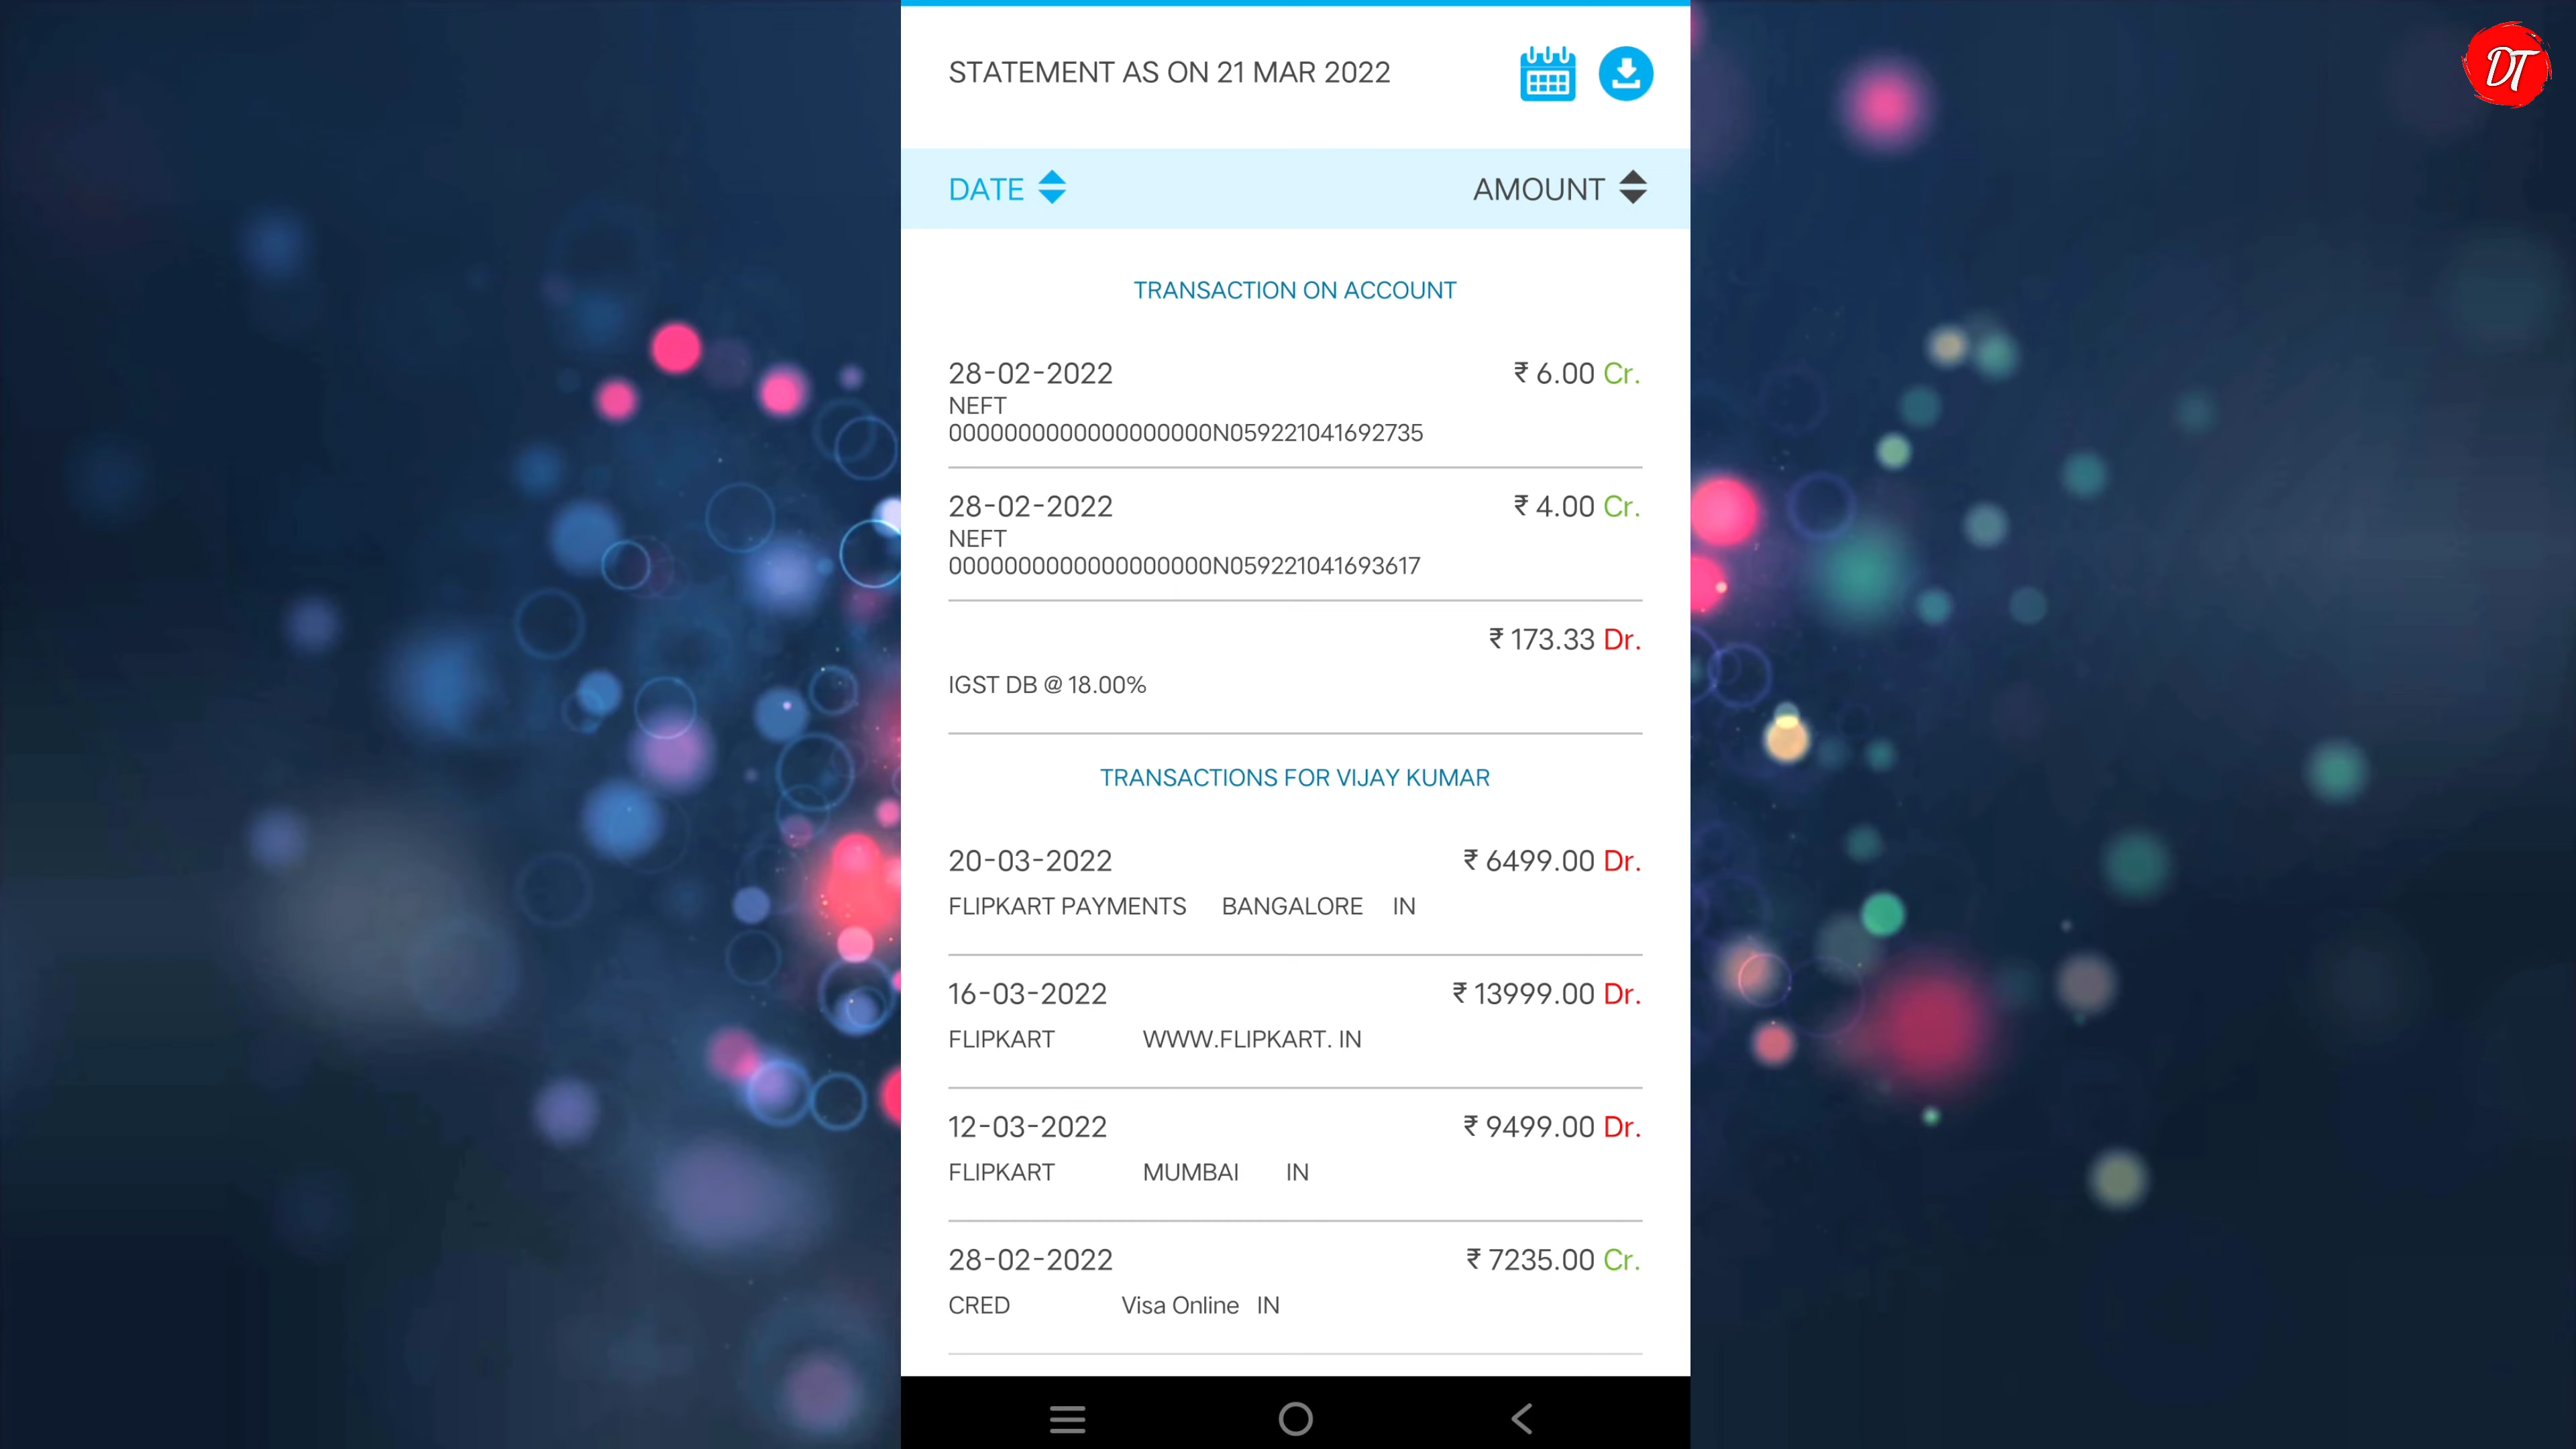 DT
STATEMENT AS ON 21 MAR 2022
DATE AMOUNT
TRANSACTION ON ACCOUNT
28-02-2022 ₹ 6.00 Cr.
NEFT
0000000000000000000N059221041692735
28-02-2022 ₹ 4.00 Cr.
NEFT
0000000000000000000N059221041693617
₹ 173.33 Dr.
IGST DB @ 18.00%
TRANSACTIONS FOR VIJAY KUMAR
20-03-2022 ₹ 6499.00 Dr.
FLIPKART PAYMENTS BANGALORE IN
16-03-2022 ₹ 13999.00 Dr.
FLIPKART WWW.FLIPKART. IN
12-03-2022 ₹ 9499.00 Dr.
FLIPKART MUMBAI IN
28-02-2022 ₹ 7235.00 Cr.
CRED Visa Online IN